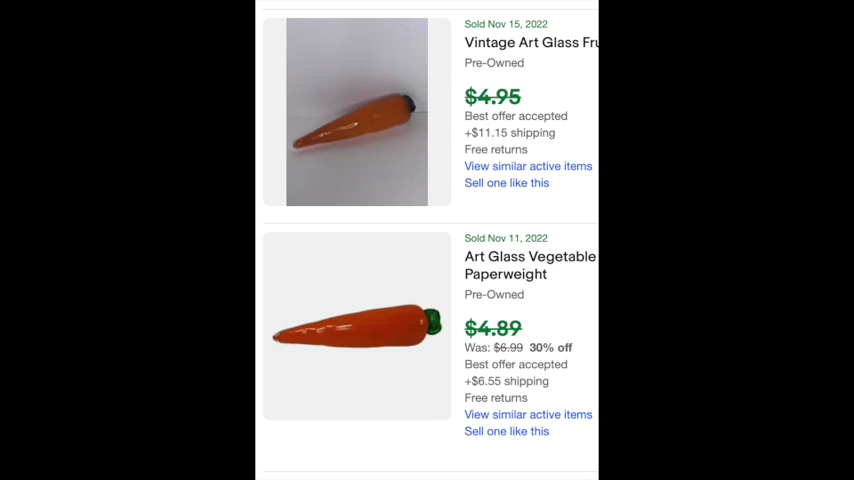 Sold Nov 15, 2022
Vintage Art Glass
Pre-Owned
$4.95
Best offer accepted
+$11.15 shipping
Free returns
View similar active items
Sell one like this
Sold Nov 11, 2022
Art Glass Vegetable
Paperweight
Pre-Owned
$4.89
Was: $6.99 30% off
Best offer accepted
+$6.55 shipping
Free returns
View similar active items
Sell one like this